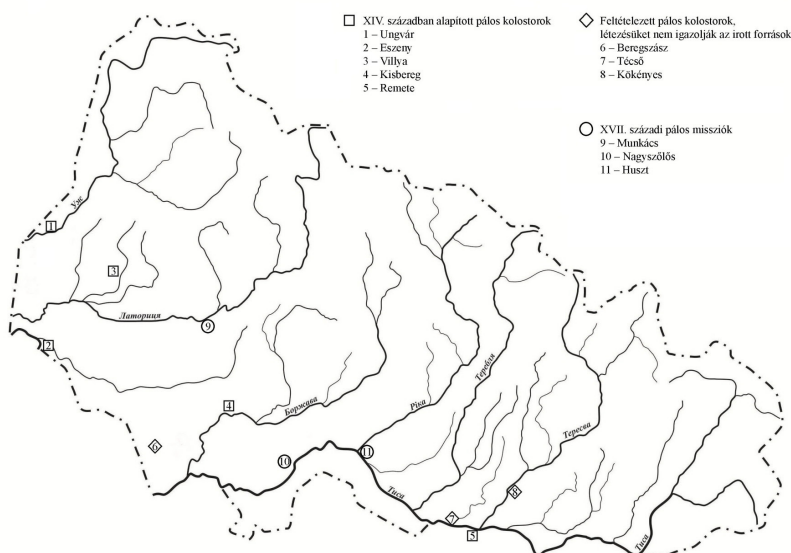 XIV. században alapított pálos kolostorok
1 – Ungvár
2 – Eszeny
3 – Villya
4 – Kisbereg
5 – Remete
Feltételezett pálos kolostorok,
létezésüket nem igazolják az irott források
6 – Beregszász
7 – Técső
8 – Kökényes
XVII. századi pálos missziók
9 – Munkács
10 – Nagyszőlős
11 – Huszt
Уж
1
3
Латориця
9
2
4
Боржава
Ріка
Теребля
Тересва
6
10
11
Тиса
8
7
5
Тиса